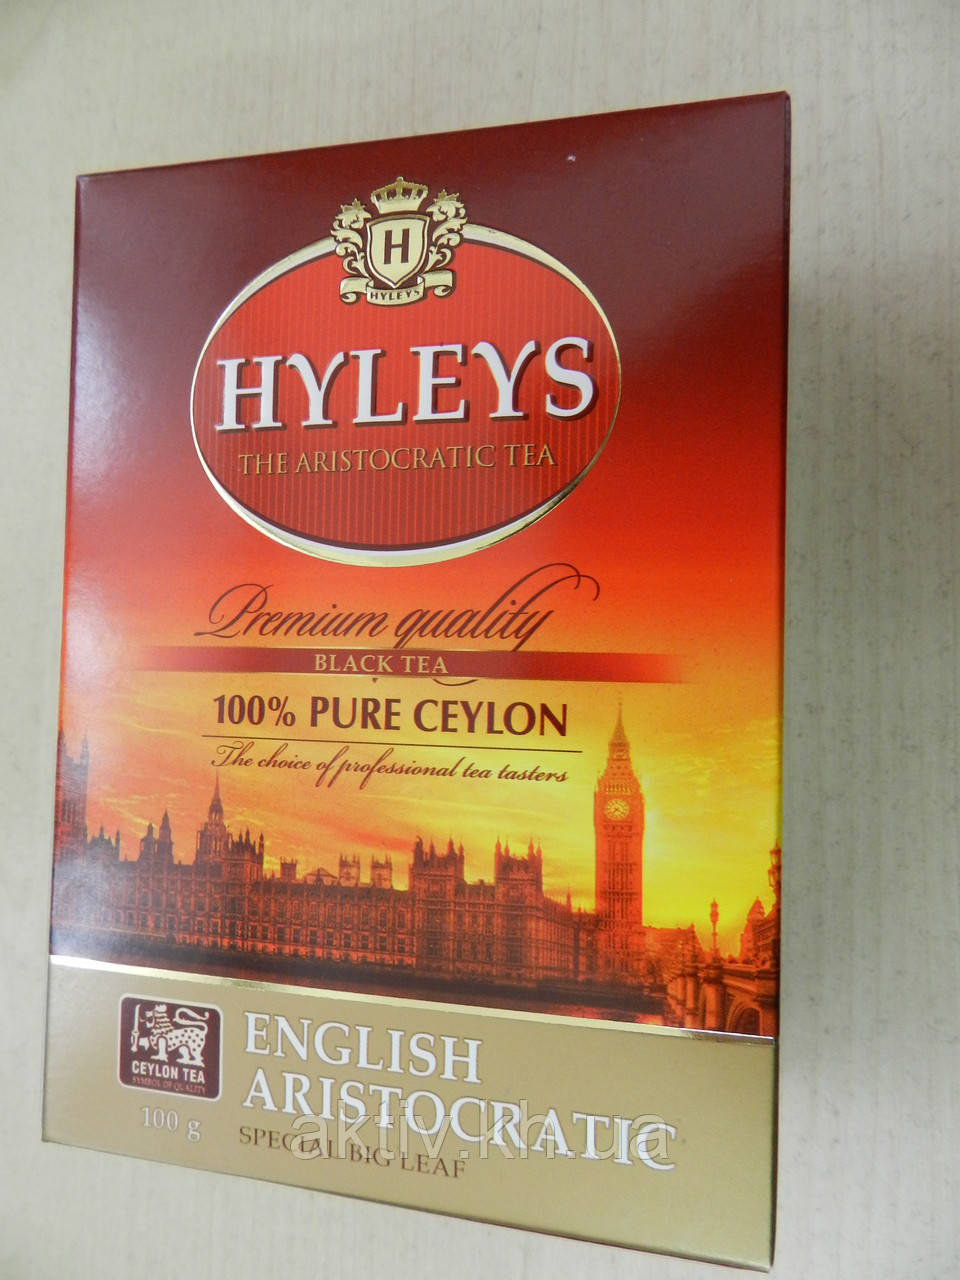 H
HYLEYS
HYLEYS
THE ARISTOCRATIC TEA
Premium quality
BLACK TEA
100% PURE CEYLON
The choice of professional tea tasters
CEYLON TEA
SYMBOL OF QUALITY
100 g
ENGLISH
ARISTOCRATIC
SPECIAL BIG LEAF
aktiv.kh.ua